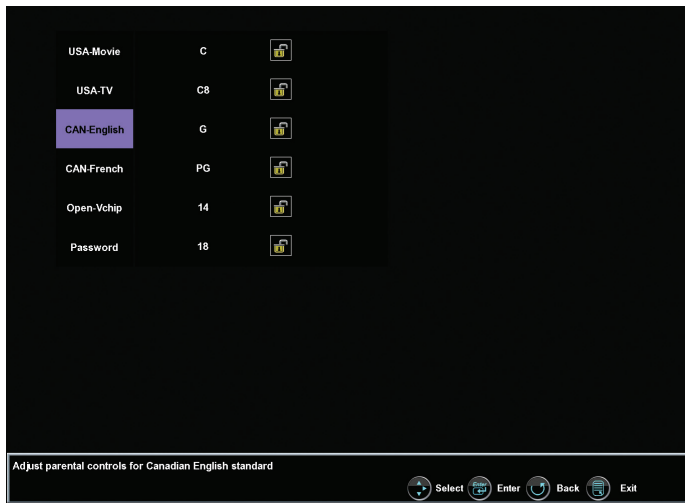 USA-Movie C
USA-TV C8
CAN-English G
CAN-French PG
Open-Vchip 14
Password 18
Adjust parental controls for Canadian English standard
Select Enter Enter Back Exit